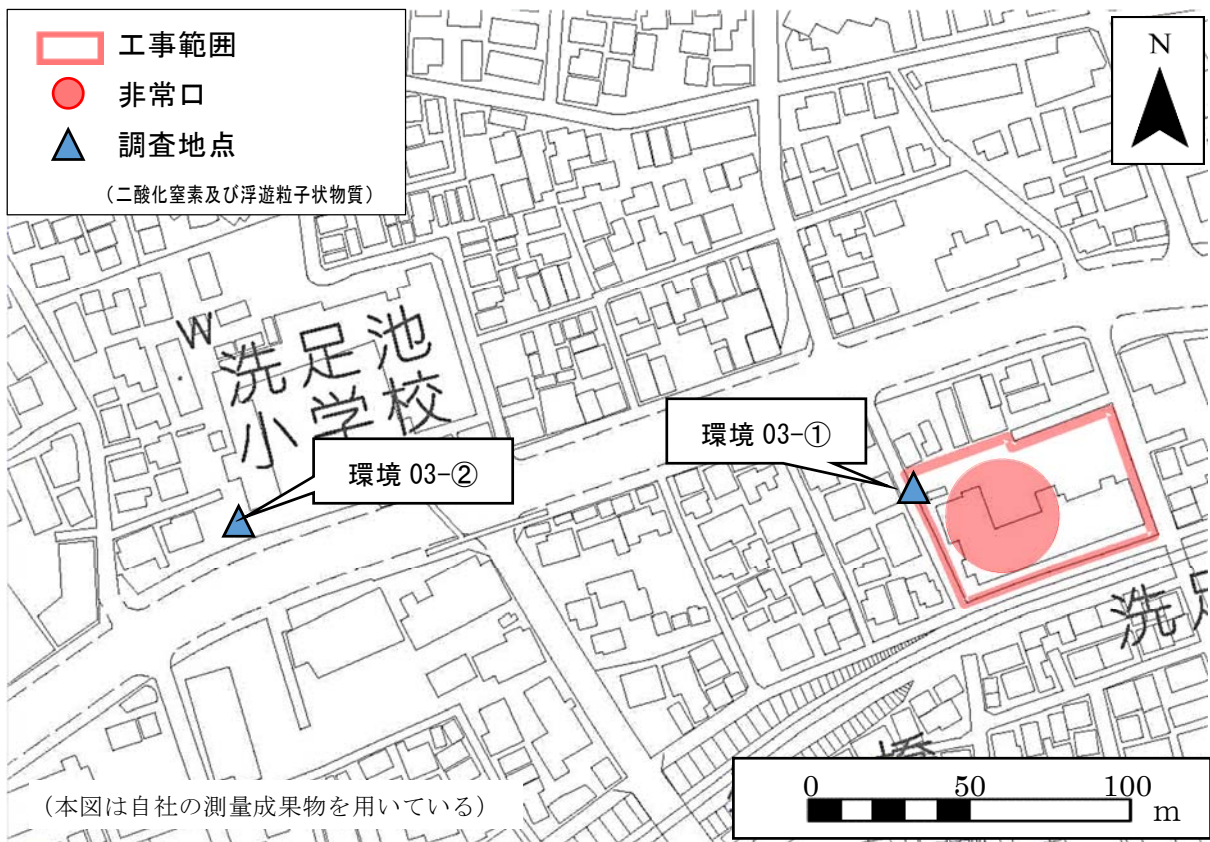 工事範囲
非常口
調査地点
（二酸化窒素及び浮遊粒子状物質）
N
W
洗足池
小学校
環境 03-①
環境 03-②
洗足
橋
0 50 100
m
（本図は自社の測量成果物を用いている）